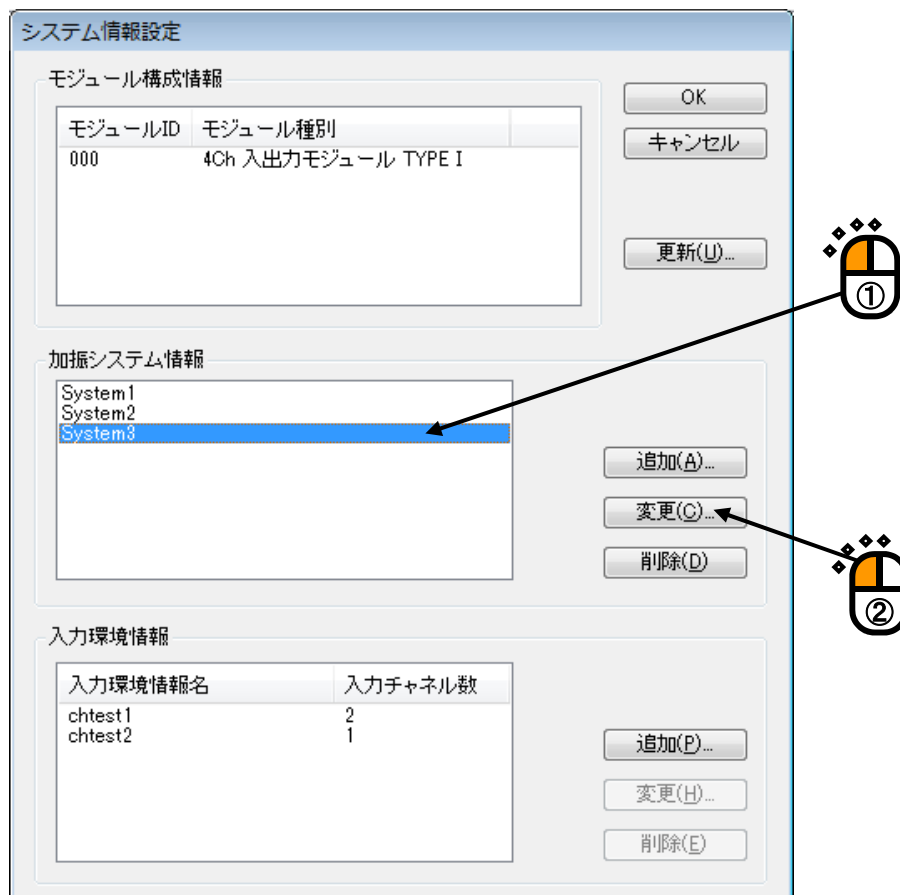 システム情報設定
モジュール構成情報
OK
モジュールID モジュール種別
キャンセル
000 4Ch 入出力モジュール TYPE I
更新(U)...
①
加振システム情報
System1
System2
System3
追加(A)...
変更(C)...
削除(D)
②
入力環境情報
入力環境情報名 入力チャネル数
chtest1 2
chtest2 1
追加(P)...
変更(H)...
削除(E)